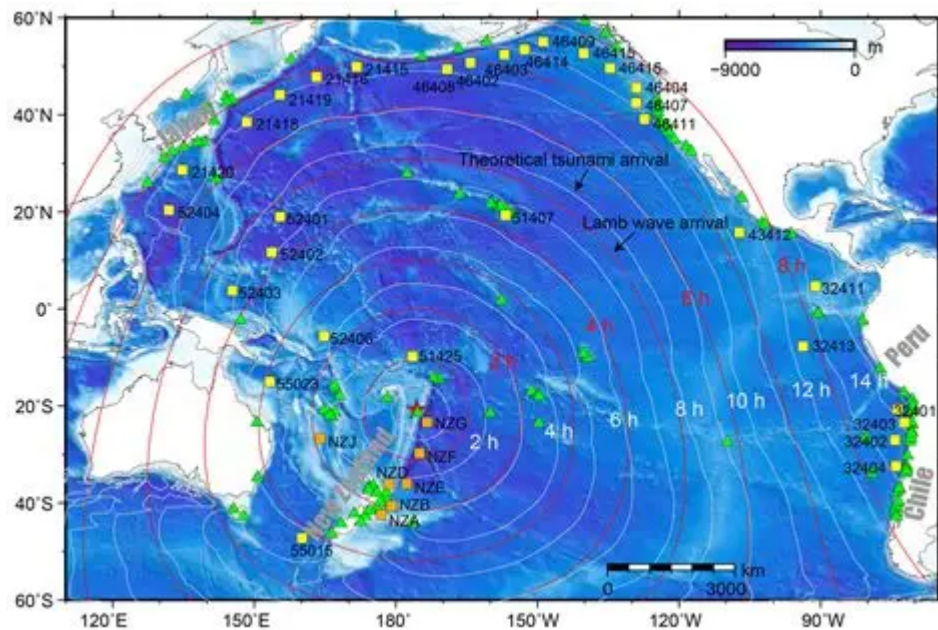 60°N
40°N
20°N
0°
20°S
40°S
60°S
120°E
150°E
180°
150°W
120°W
90°W
−9000
0
m
46409
46410
46414
46403
46402
46408
46415
46404
46407
46411
21415
21416
21419
21418
21420
Japan
52404
52401
52402
52403
52406
51407
51425
Theoretical tsunami arrival
Lamb wave arrival
43412
32411
32413
32401
32403
32402
32404
Peru
Chile
2 h
4 h
6 h
8 h
2 h
4 h
6 h
8 h
10 h
12 h
14 h
55023
55015
NZJ
NZG
NZF
NZD
NZE
NZB
NZA
New Zealand
0
3000
km